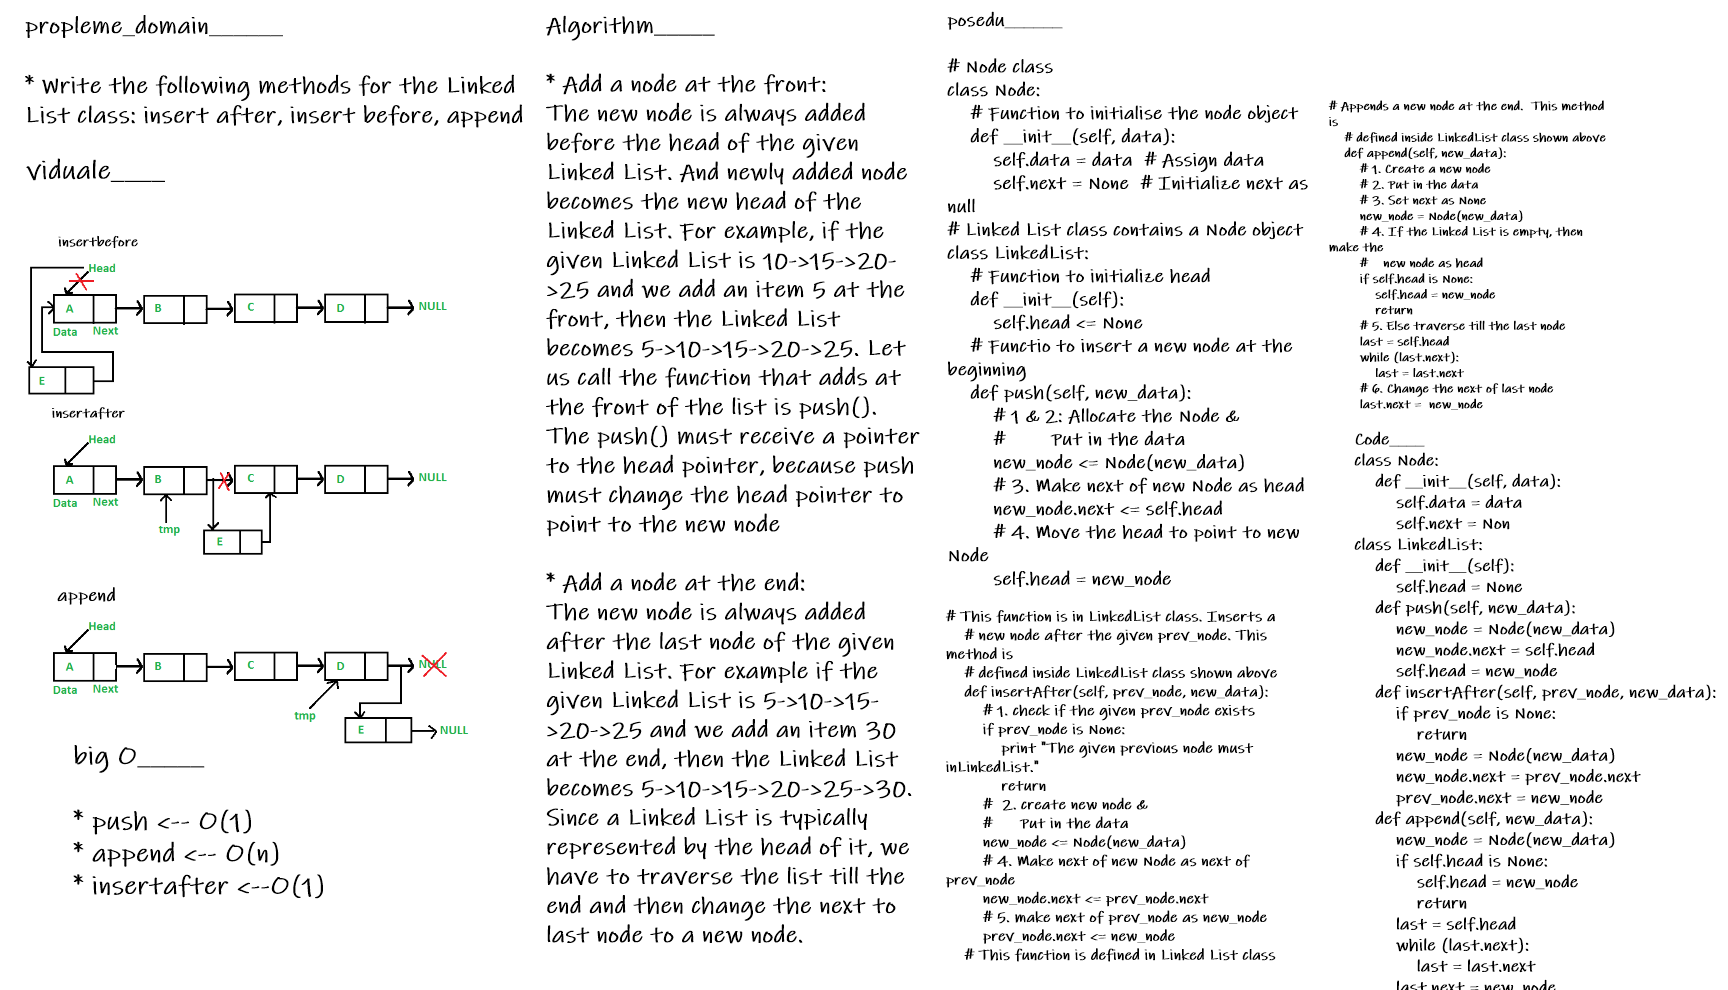 propleme_domain______
* Write the following methods for the Linked
List class: insert after, insert before, append
viduale____
insertbefore
Head
A
B
C
D
NULL
Data
Next
E
insertafter
Head
A
B
C
D
NULL
Data
Next
tmp
E
append
Head
A
B
C
D
NULL
Data
Next
tmp
E
NULL
big O_____
* push <-- O(1)
* append <-- O(n)
* insertafter <--O(1)
Algorithm_____
* Add a node at the front:
The new node is always added
before the head of the given
Linked List. And newly added node
becomes the new head of the
Linked List. For example, if the
given Linked List is 10->15->20-
>25 and we add an item 5 at the
front, then the Linked List
becomes 5->10->15->20->25. Let
us call the function that adds at
the front of the list is push().
The push() must receive a pointer
to the head pointer, because push
must change the head pointer to
point to the new node
* Add a node at the end:
The new node is always added
after the last node of the given
Linked List. For example if the
given Linked List is 5->10->15-
>20->25 and we add an item 30
at the end, then the Linked List
becomes 5->10->15->20->25->30.
Since a Linked List is typically
represented by the head of it, we
have to traverse the list till the
end and then change the next to
last node to a new node.
posedu______
# Node class
class Node:
# Function to initialise the node object
def __init__(self, data):
self.data = data # Assign data
self.next = None # Initialize next as
null
# Linked List class contains a Node object
class LinkedList:
# Function to initialize head
def __init__(self):
self.head <= None
# Functio to insert a new node at the
beginning
def push(self, new_data):
# 1 & 2: Allocate the Node &
# Put in the data
new_node <= Node(new_data)
# 3. Make next of new Node as head
new_node.next <= self.head
# 4. Move the head to point to new
Node
self.head = new_node
# This function is in LinkedList class. Inserts a
# new node after the given prev_node. This
method is
# defined inside LinkedList class shown above
def insertAfter(self, prev_node, new_data):
# 1. check if the given prev_node exists
if prev_node is None:
print "The given previous node must
inLinkedList."
return
# 2. create new node &
# Put in the data
new_node <= Node(new_data)
# 4. Make next of new Node as next of
prev_node
new_node.next <= prev_node.next
# 5. make next of prev_node as new_node
prev_node.next <= new_node
# This function is defined in Linked List class
# Appends a new node at the end. This method
is
# defined inside LinkedList class shown above
def append(self, new_data):
# 1. Create a new node
# 2. Put in the data
# 3. Set next as None
new_node = Node(new_data)
# 4. If the Linked List is empty, then
make the
# new node as head
if self.head is None:
self.head = new_node
return
# 5. Else traverse till the last node
last = self.head
while (last.next):
last = last.next
# 6. Change the next of last node
last.next = new_node
Code____
class Node:
def __init__(self, data):
self.data = data
self.next = Non
class LinkedList:
def __init__(self):
self.head = None
def push(self, new_data):
new_node = Node(new_data)
new_node.next = self.head
self.head = new_node
def insertAfter(self, prev_node, new_data):
if prev_node is None:
return
new_node = Node(new_data)
new_node.next = prev_node.next
prev_node.next = new_node
def append(self, new_data):
new_node = Node(new_data)
if self.head is None:
self.head = new_node
return
last = self.head
while (last.next):
last = last.next
last.next = new_node